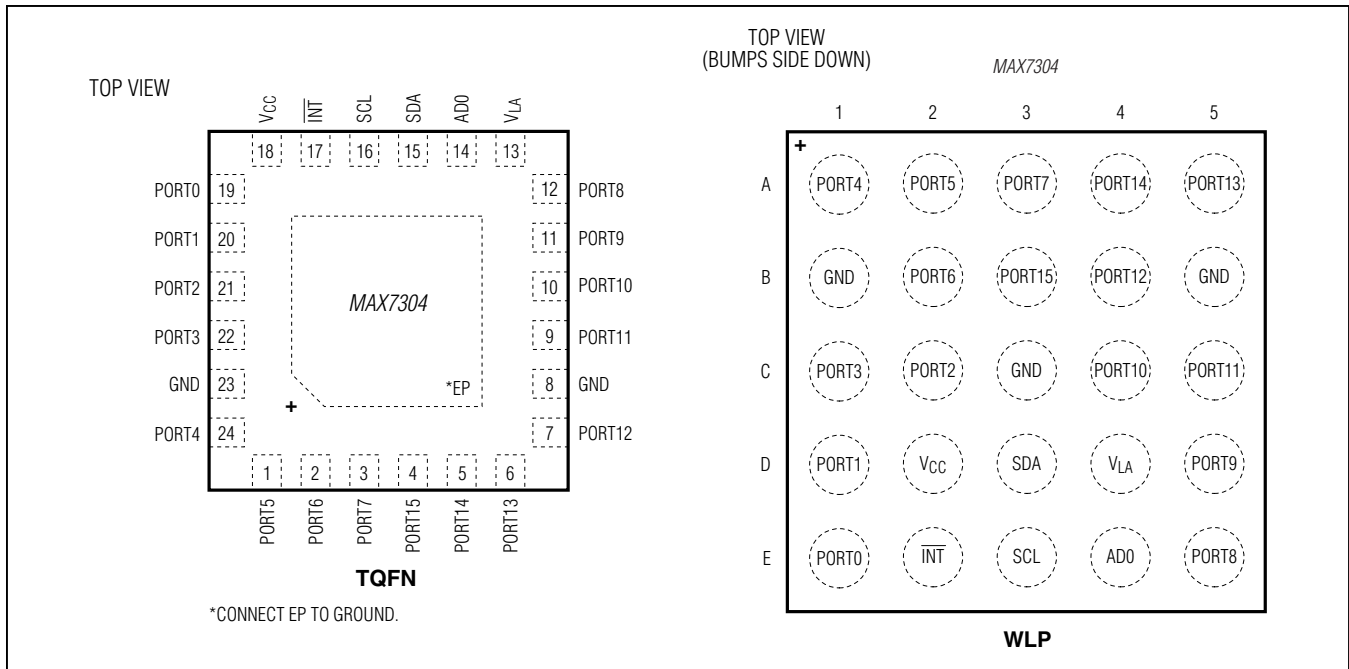 TOP VIEW
VCC INT SCL SDA AD0 VLA
18 17 16 15 14 13
PORT0 19 12 PORT8
PORT1 20 11 PORT9
PORT2 21 10 PORT10
PORT3 22 9 PORT11
GND 23 8 GND
PORT4 24 7 PORT12
MAX7304
*EP
+
1 2 3 4 5 6
PORT5 PORT6 PORT7 PORT15 PORT14 PORT13
TQFN
*CONNECT EP TO GROUND.
TOP VIEW
(BUMPS SIDE DOWN)
MAX7304
1 2 3 4 5
+
A PORT4 PORT5 PORT7 PORT14 PORT13
B GND PORT6 PORT15 PORT12 GND
C PORT3 PORT2 GND PORT10 PORT11
D PORT1 VCC SDA VLA PORT9
E PORT0 INT SCL AD0 PORT8
WLP